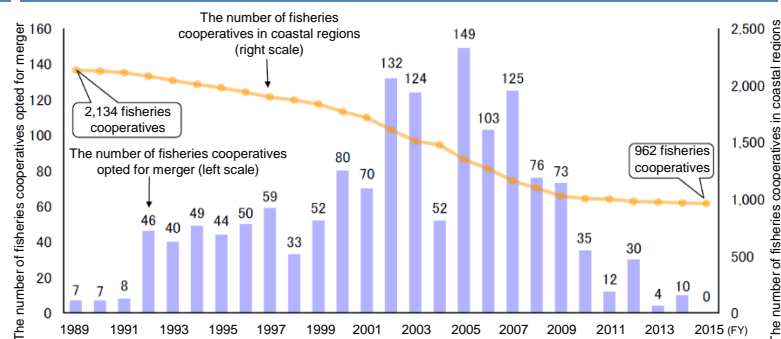 The number of fisheries
cooperatives in coastal regions
(right scale)
The number of fisheries cooperatives opted for merger
The number of fisheries cooperatives in coastal regions
160
140
120
100
80
60
40
20
0
2,500
2,000
1,500
1,000
500
0
2,134 fisheries
cooperatives
The number of fisheries cooperatives
opted for merger (left scale)
962 fisheries
cooperatives
7 7 8 46 40 49 44 50 59 33 52 80 70 132 124 52 149 103 125 76 73 35 12 30 4 10 0
1989 1991 1993 1995 1997 1999 2001 2003 2005 2007 2009 2011 2013 2015 (FY)